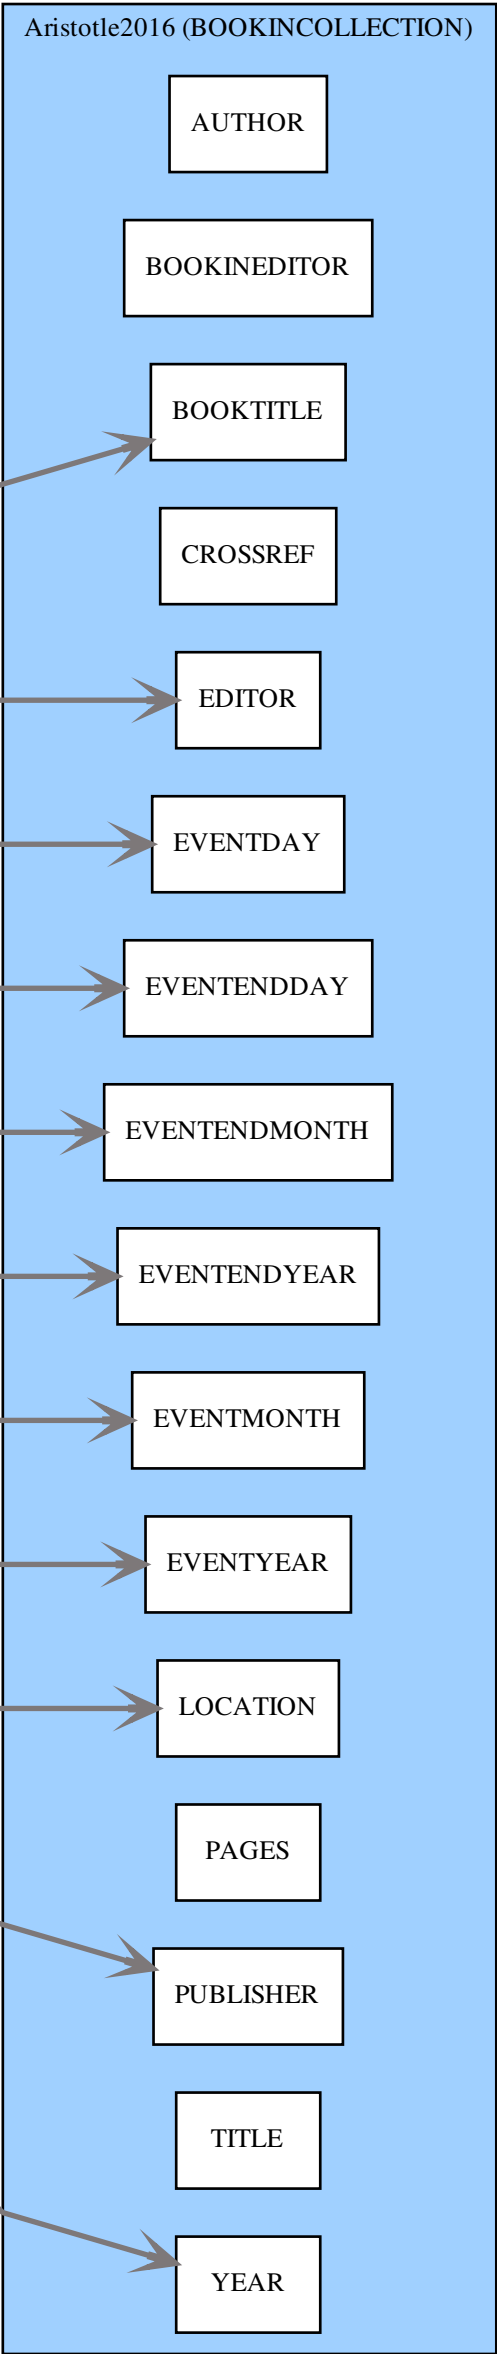 Aristotle2016 (BOOKINCOLLECTION)
AUTHOR
BOOKINEDITOR
BOOKTITLE
CROSSREF
EDITOR
EVENTDAY
EVENTENDDAY
EVENTENDMONTH
EVENTENDYEAR
EVENTMONTH
EVENTYEAR
LOCATION
PAGES
PUBLISHER
TITLE
YEAR